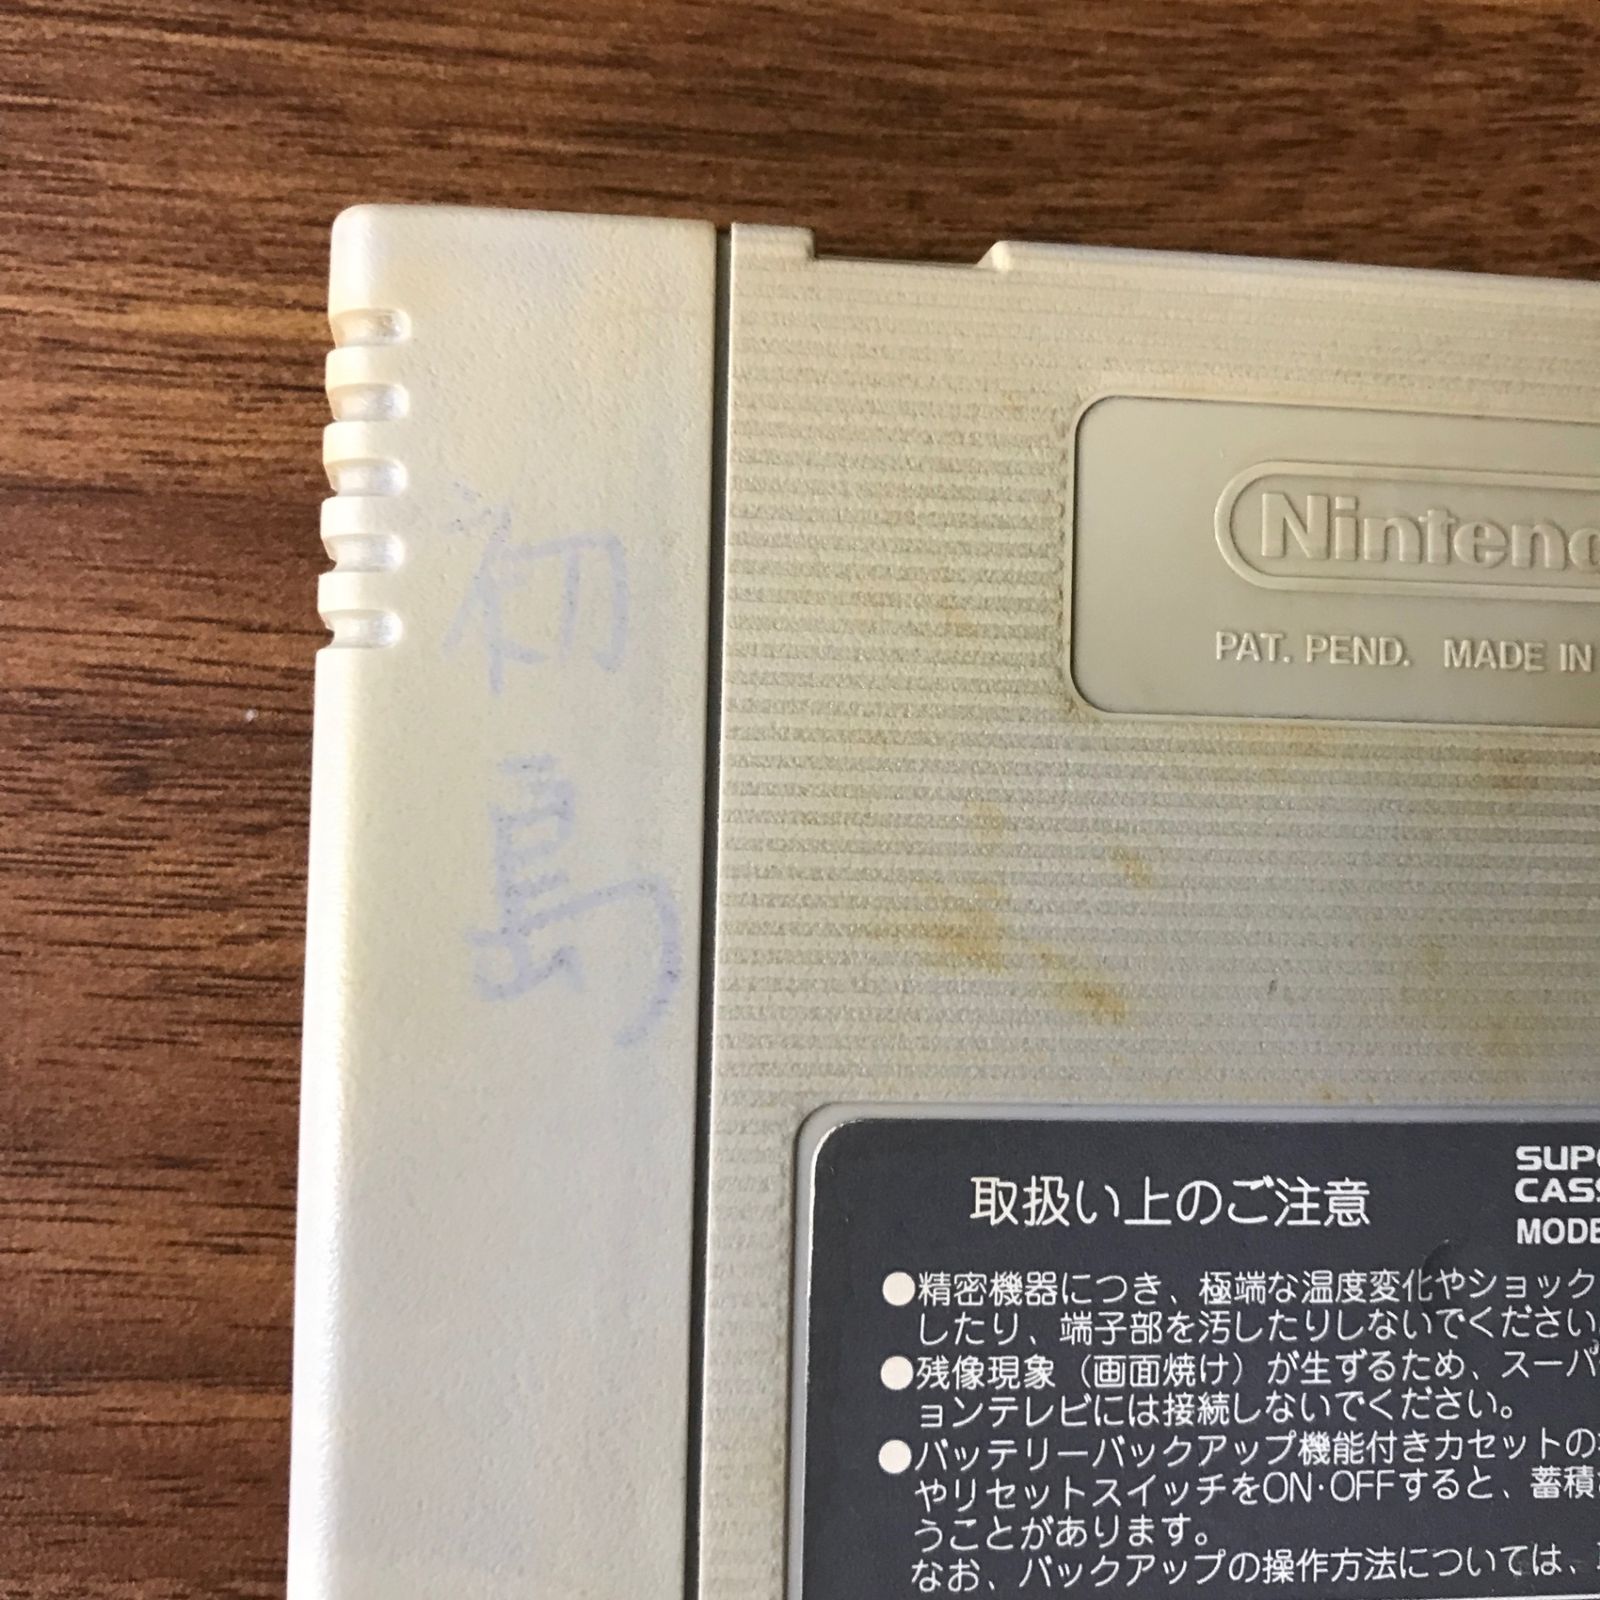 初島
Nintend
PAT. PEND. MADE IN
取扱い上のご注意
SUP
CASS
MODE
●精密機器につき、極端な温度変化やショック
したり、端子部を汚したりしないでください。
●残像現象（画面焼け）が生ずるため、スーパ
ョンテレビには接続しないでください。
●バッテリーバックアップ機能付きカセットの
やリセットスイッチをON·OFFすると、蓄積
うことがあります。
なお、バックアップの操作方法については、